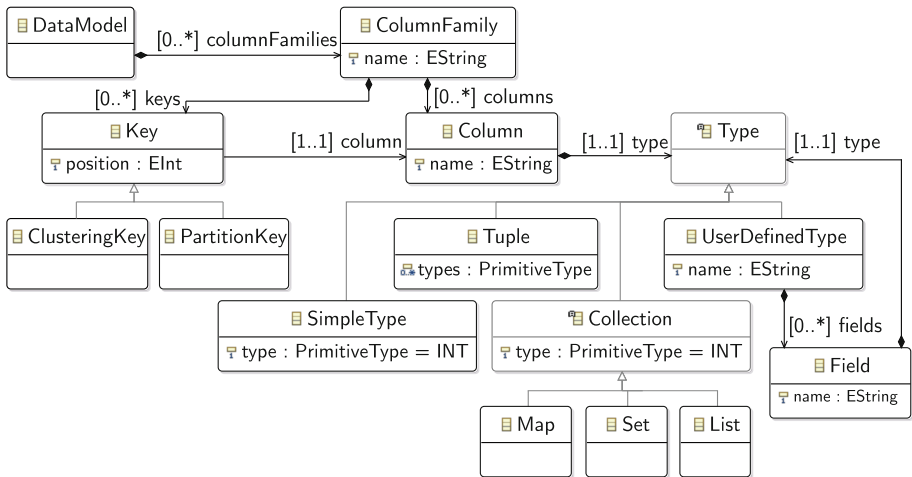 DataModel
ColumnFamily
[0..*] columnFamilies
name : EString
[0..*] keys
[0..*] columns
Key
[1..1] column
Column
[1..1] type
Type
[1..1] type
position : EInt
name : EString
ClusteringKey
PartitionKey
Tuple
UserDefinedType
types : PrimitiveType
name : EString
SimpleType
Collection
[0..*] fields
type : PrimitiveType = INT
type : PrimitiveType = INT
Field
name : EString
Map
Set
List